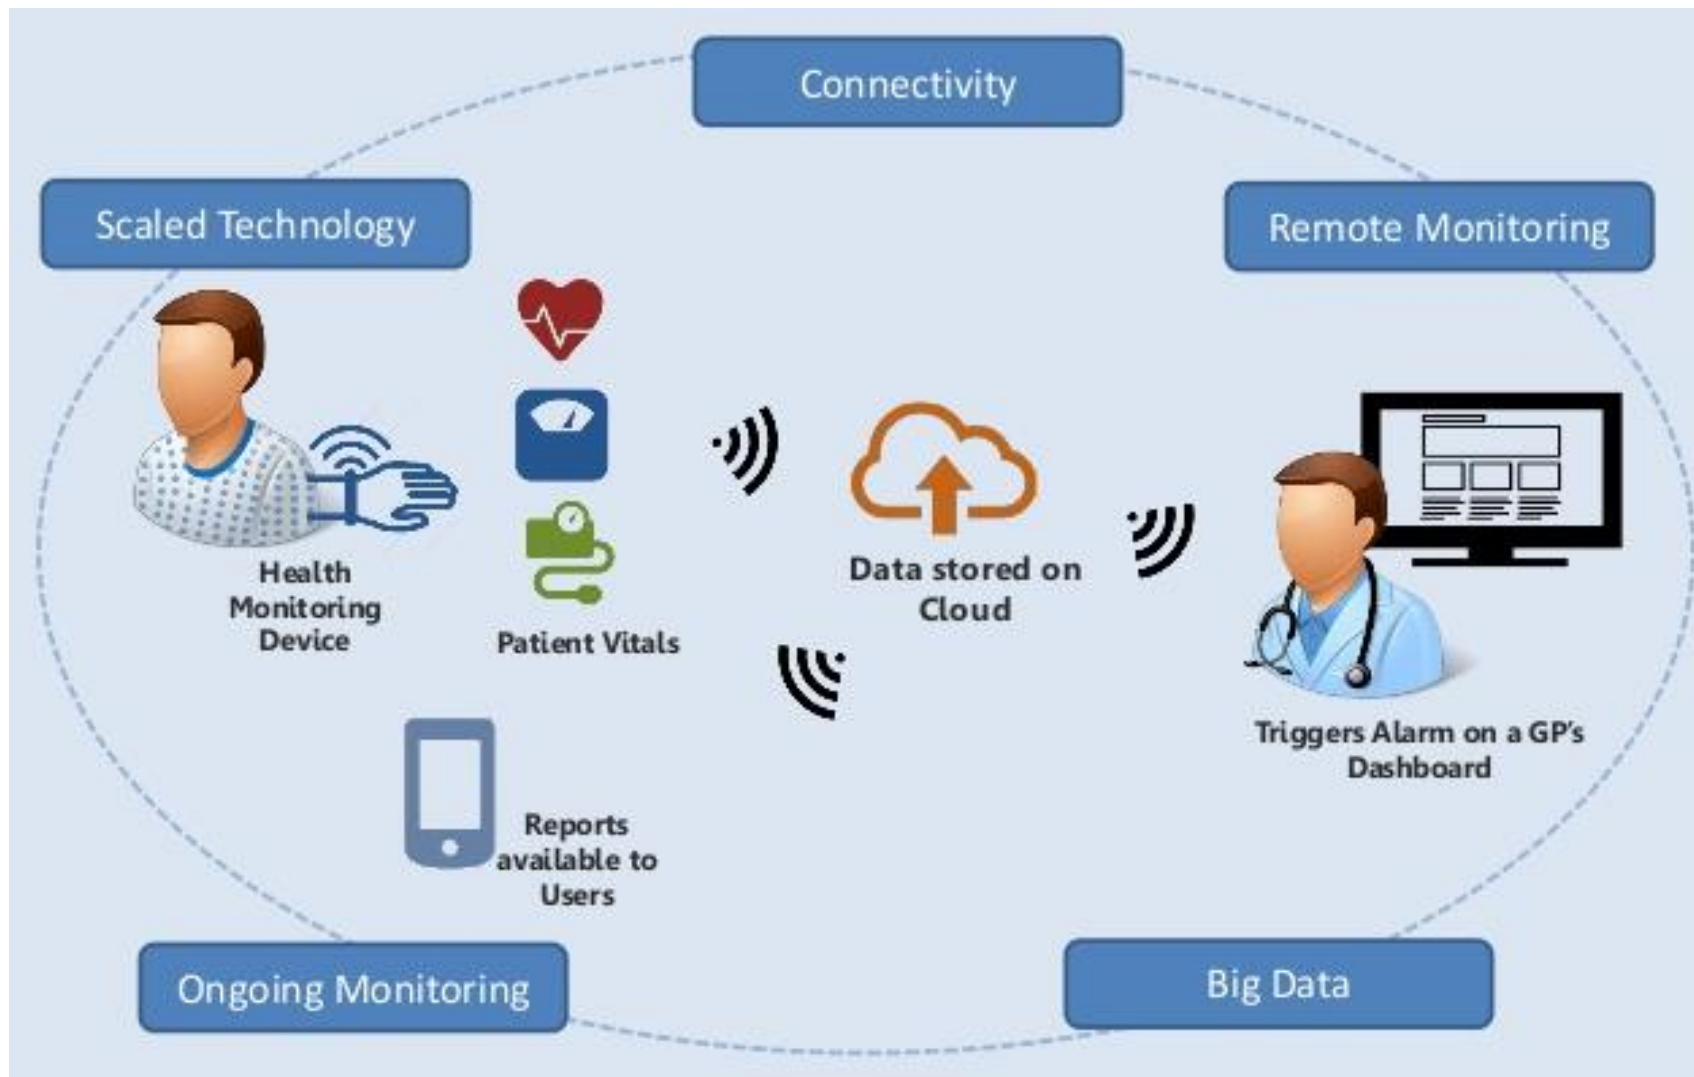 Connectivity
Scaled Technology
Remote Monitoring
Health
Monitoring
Device
Patient Vitals
Data stored on
Cloud
Triggers Alarm on a GP's
Dashboard
Reports
available to
Users
Ongoing Monitoring
Big Data